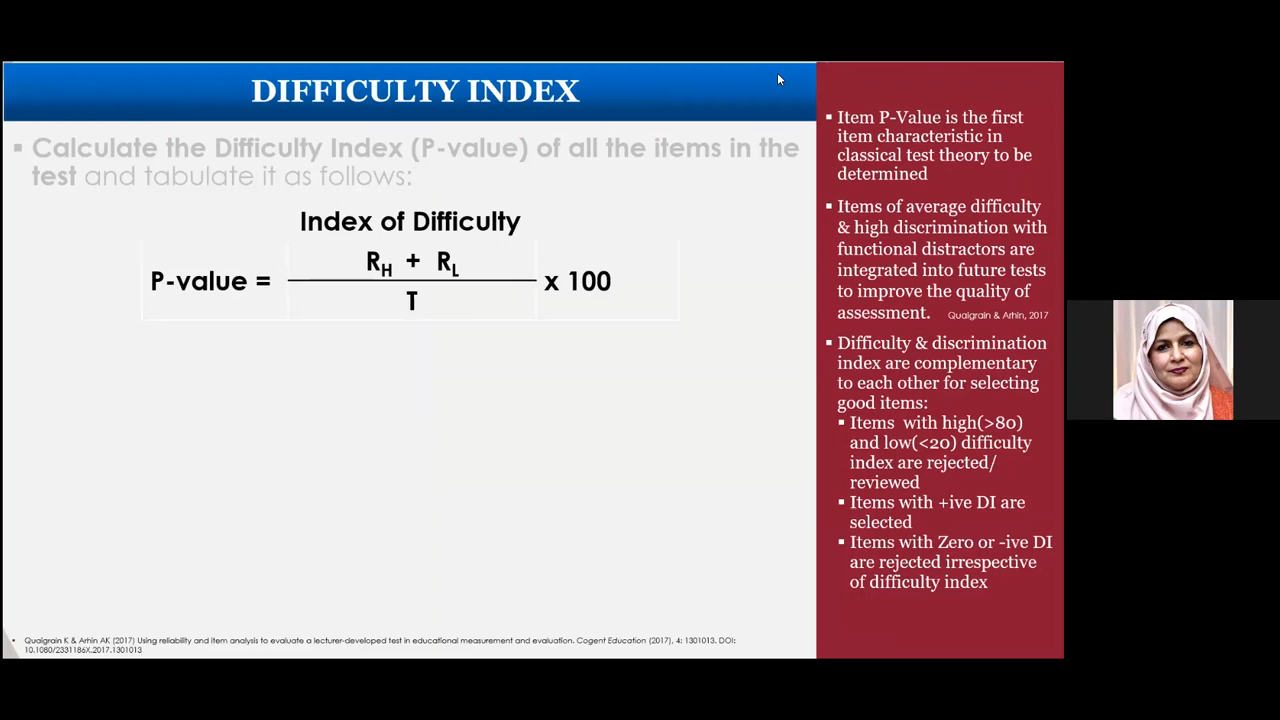 DIFFICULTY INDEX
▪ Calculate the Difficulty Index (P-value) of all the items in the
test and tabulate it as follows:
Index of Difficulty
P-value = (R_H + R_L) / T x 100
▪ Item P-Value is the first
item characteristic in
classical test theory to be
determined
▪ Items of average difficulty
& high discrimination with
functional distractors are
integrated into future tests
to improve the quality of
assessment. Quaigrain & Arhin, 2017
▪ Difficulty & discrimination
index are complementary
to each other for selecting
good items:
▪ Items with high(>80)
and low(<20) difficulty
index are rejected/
reviewed
▪ Items with +ive DI are
selected
▪ Items with Zero or -ive DI
are rejected irrespective
of difficulty index
• Quaigrain K & Arhin AK (2017) Using reliability and item analysis to evaluate a lecturer-developed test in educational measurement and evaluation. Cogent Education (2017), 4: 1301013. DOI:
10.1080/2331186X.2017.1301013